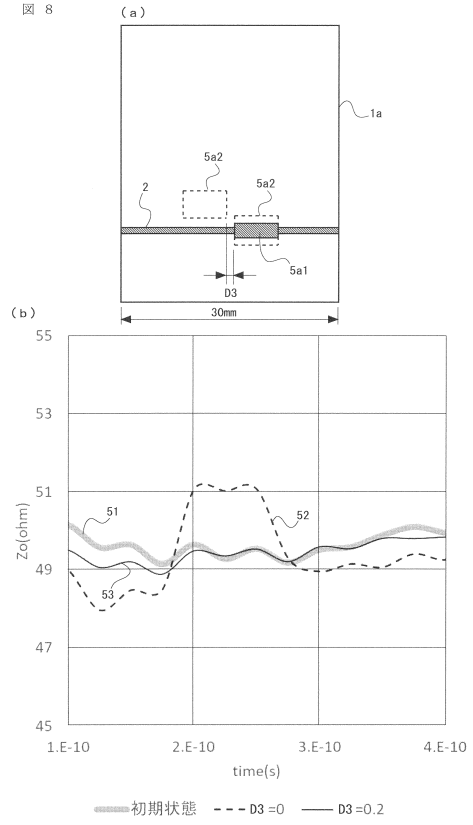 図 8
(a)
1a
5a2
5a2
2
5a1
D3
30mm
(b)
55
53
51
49
47
45
Zo(ohm)
51
52
53
1.E-10
2.E-10
3.E-10
4.E-10
time(s)
初期状態 D3=0 D3=0.2